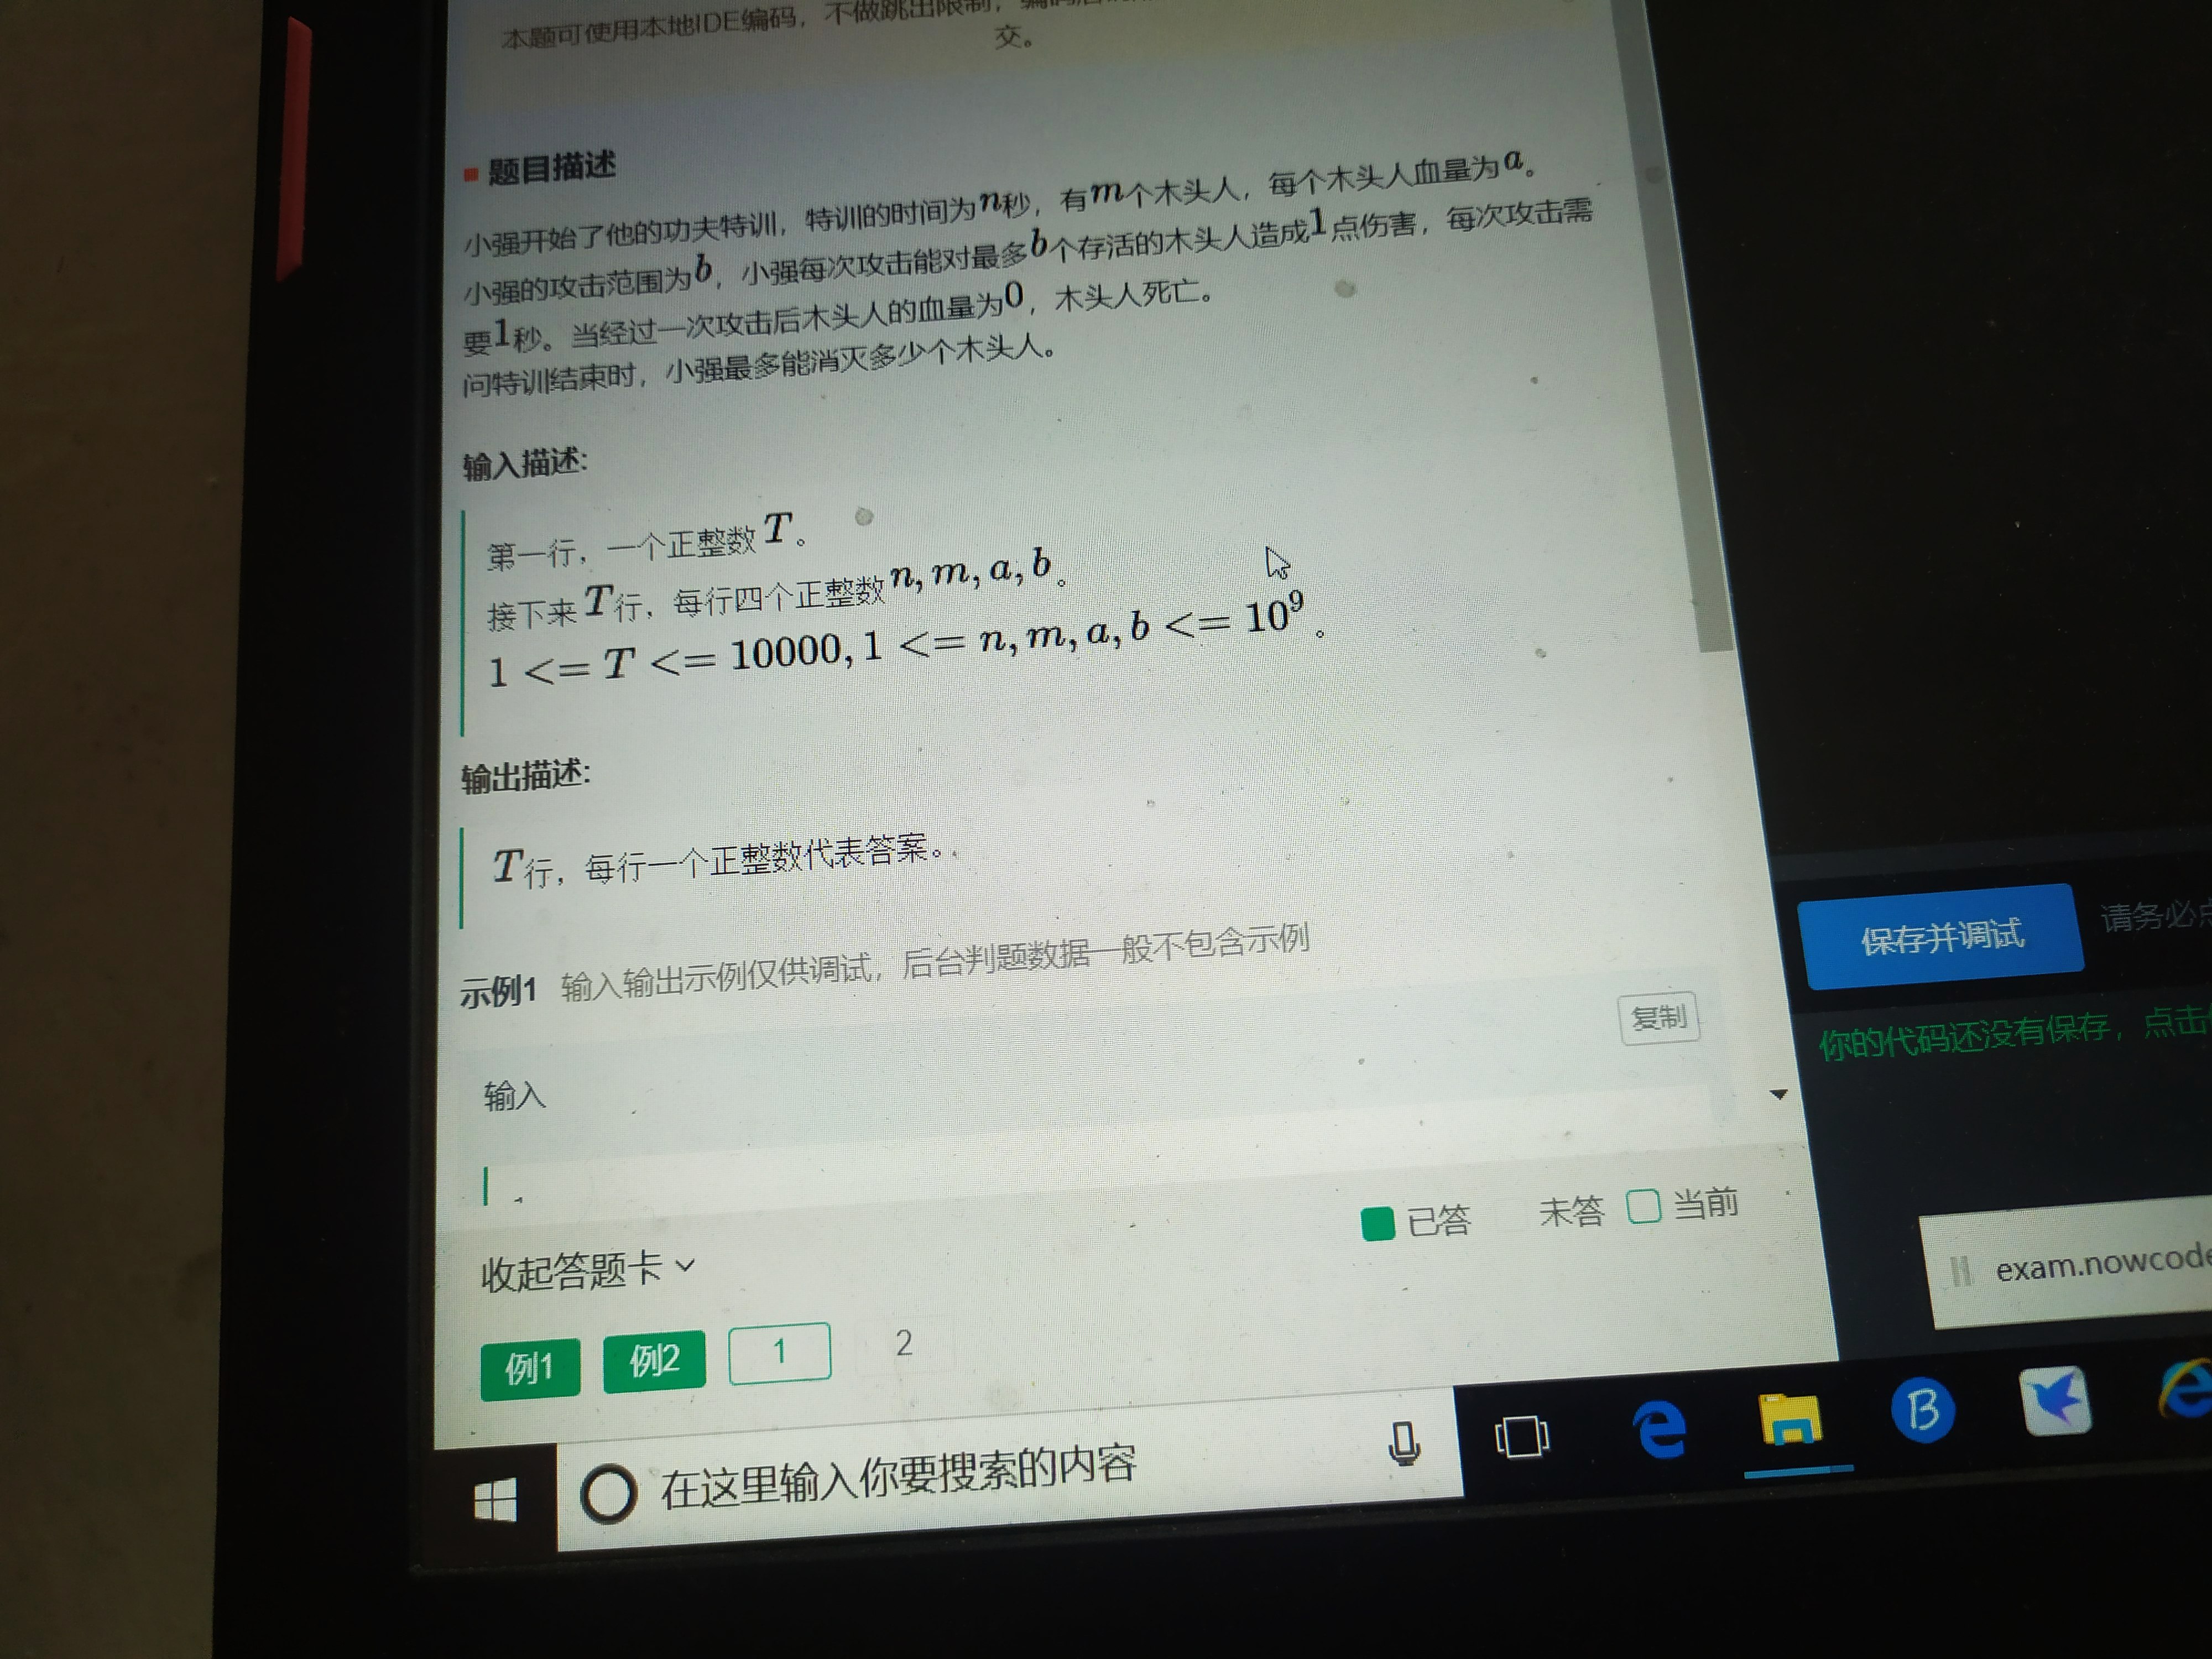 本题可使用本地IDE编码，不做跳出限制，
交。
题目描述
小强开始了他的功夫特训，特训的时间为n秒，有m个木头人，每个木头人血量为a。
小强的攻击范围为b，小强每次攻击能对最多b个存活的木头人造成1点伤害，每次攻击需
要1秒。当经过一次攻击后木头人的血量为0，木头人死亡。
问特训结束时，小强最多能消灭多少个木头人。
输入描述:
第一行，一个正整数T。
接下来T行，每行四个正整数n, m, a, b。
1 <= T <= 10000, 1 <= n, m, a, b <= 10⁹。
输出描述:
T行，每行一个正整数代表答案。
示例1 输入输出示例仅供调试，后台判题数据一般不包含示例
复制
输入
已答 未答 当前
收起答题卡
例1 例2 1 2
保存并调试 请务必点
你的代码还没有保存，点击
exam.nowcode
在这里输入你要搜索的内容